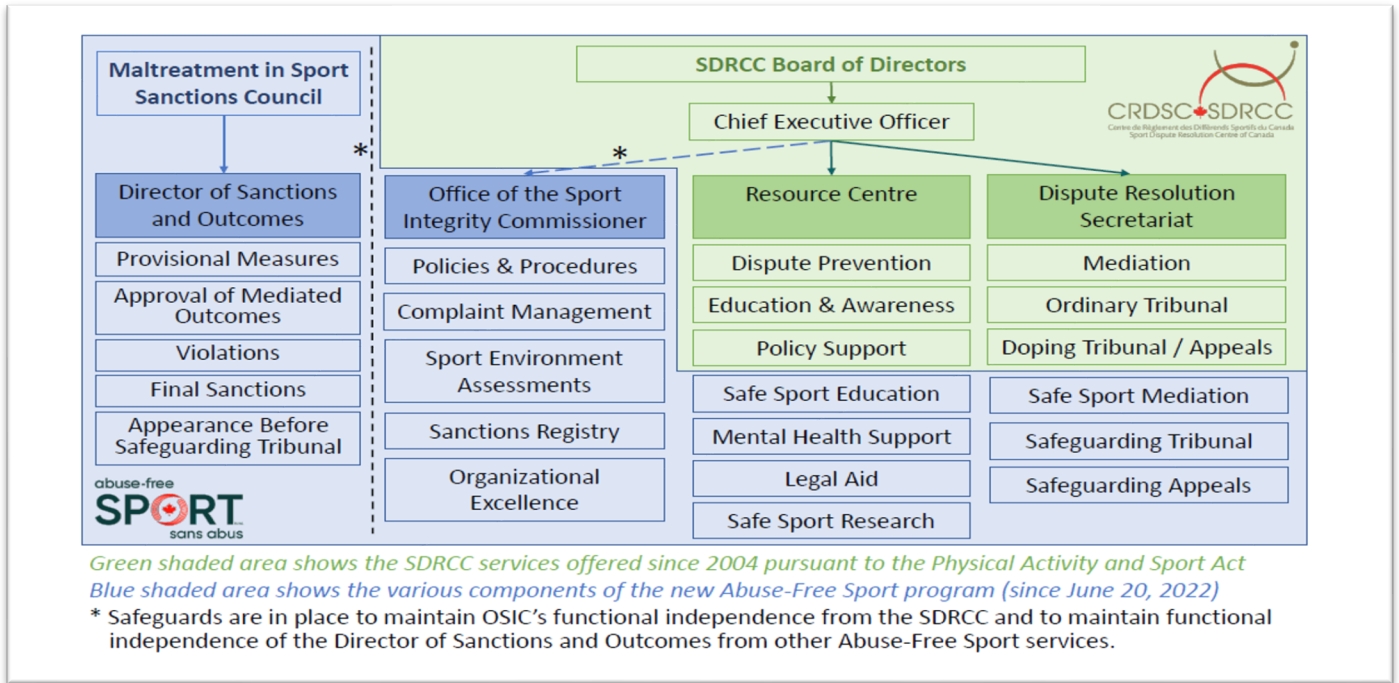 Maltreatment in Sport
Sanctions Council
*
Director of Sanctions
and Outcomes
Provisional Measures
Approval of Mediated
Outcomes
Violations
Final Sanctions
Appearance Before
Safeguarding Tribunal
abuse-free
SPORT
sans abus
SDRCC Board of Directors
Chief Executive Officer
CRDSC SDRCC
Centre de Règlement des Différends Sportifs du Canada
Sport Dispute Resolution Centre of Canada
*
Office of the Sport
Integrity Commissioner
Policies & Procedures
Complaint Management
Sport Environment
Assessments
Sanctions Registry
Organizational
Excellence
Resource Centre
Dispute Prevention
Education & Awareness
Policy Support
Safe Sport Education
Mental Health Support
Legal Aid
Safe Sport Research
Dispute Resolution
Secretariat
Mediation
Ordinary Tribunal
Doping Tribunal / Appeals
Safe Sport Mediation
Safeguarding Tribunal
Safeguarding Appeals
Green shaded area shows the SDRCC services offered since 2004 pursuant to the Physical Activity and Sport Act
Blue shaded area shows the various components of the new Abuse-Free Sport program (since June 20, 2022)
* Safeguards are in place to maintain OSIC's functional independence from the SDRCC and to maintain functional
independence of the Director of Sanctions and Outcomes from other Abuse-Free Sport services.